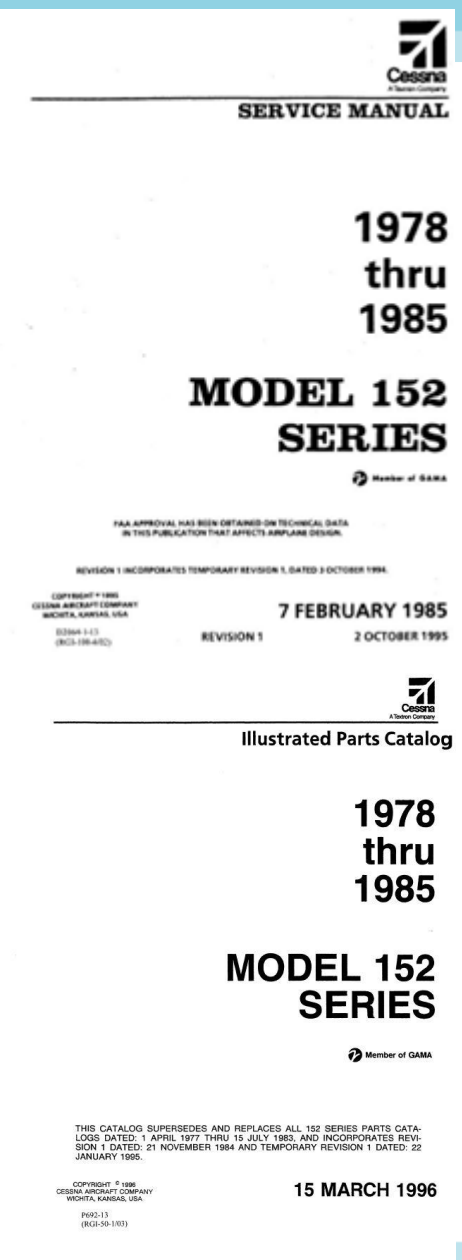 Cessna
A Textron Company
SERVICE MANUAL
1978
thru
1985
MODEL 152
SERIES
Member of GAMA
FAA APPROVAL HAS BEEN OBTAINED ON TECHNICAL DATA
IN THIS PUBLICATION THAT AFFECTS AIRPLANE DESIGN.
REVISION 1 INCORPORATES TEMPORARY REVISION 1, DATED 3 OCTOBER 1994.
COPYRIGHT © 1995
CESSNA AIRCRAFT COMPANY
WICHITA, KANSAS, USA
7 FEBRUARY 1985
D2064-1-13
REVISION 1
2 OCTOBER 1995
Cessna
A Textron Company
Illustrated Parts Catalog
1978
thru
1985
MODEL 152
SERIES
Member of GAMA
THIS CATALOG SUPERSEDES AND REPLACES ALL 152 SERIES PARTS CATA-
LOGS DATED: 1 APRIL 1977 THRU 15 JULY 1983, AND INCORPORATES REVI-
SION 1 DATED: 21 NOVEMBER 1984 AND TEMPORARY REVISION 1 DATED: 22
JANUARY 1995.
COPYRIGHT © 1996
CESSNA AIRCRAFT COMPANY
WICHITA, KANSAS, USA
15 MARCH 1996
P692-13
(RGI-50-1/03)